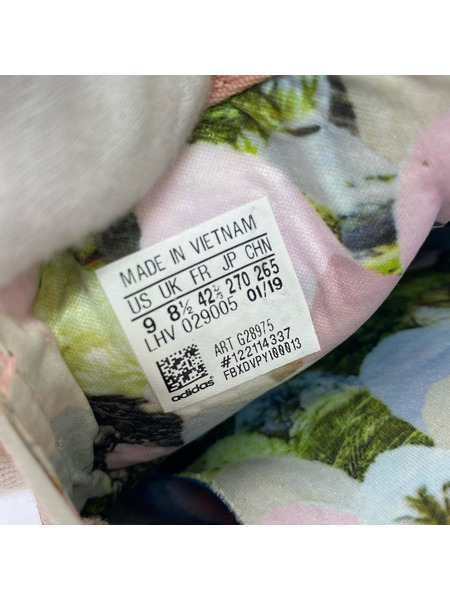 MADE IN VIETNAM
US UK FR JP CHN
9 8½ 42⅔ 270 265
LHV 029005 01/19
ART G28975
#122114337
FBXDVPY100013
adidas